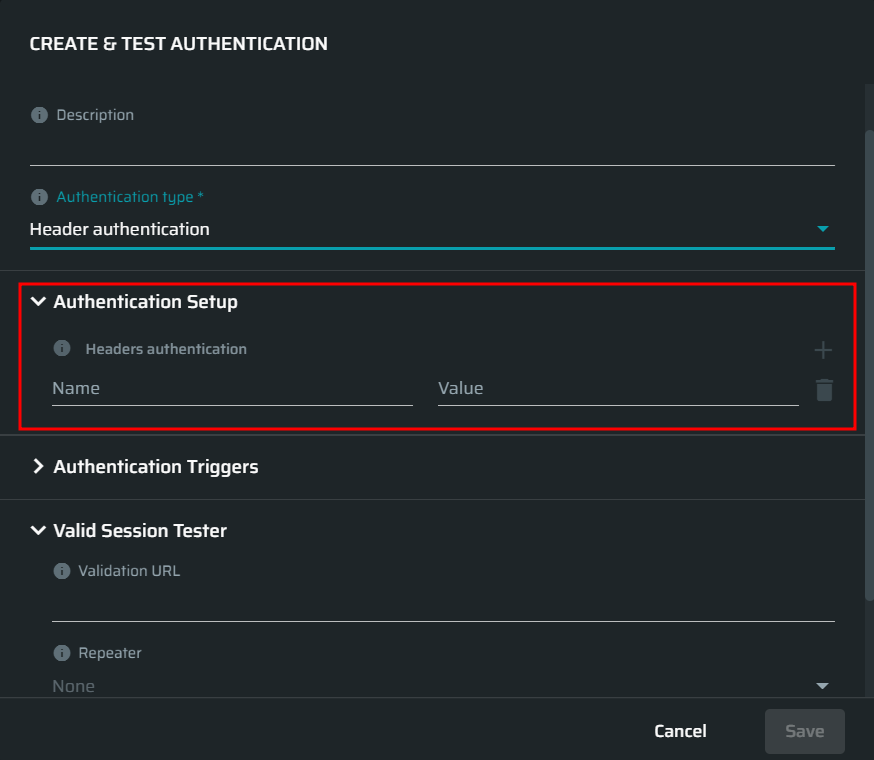 CREATE & TEST AUTHENTICATION
Description
Authentication type *
Header authentication
Authentication Setup
Headers authentication
Name Value
Authentication Triggers
Valid Session Tester
Validation URL
Repeater
None
Cancel Save